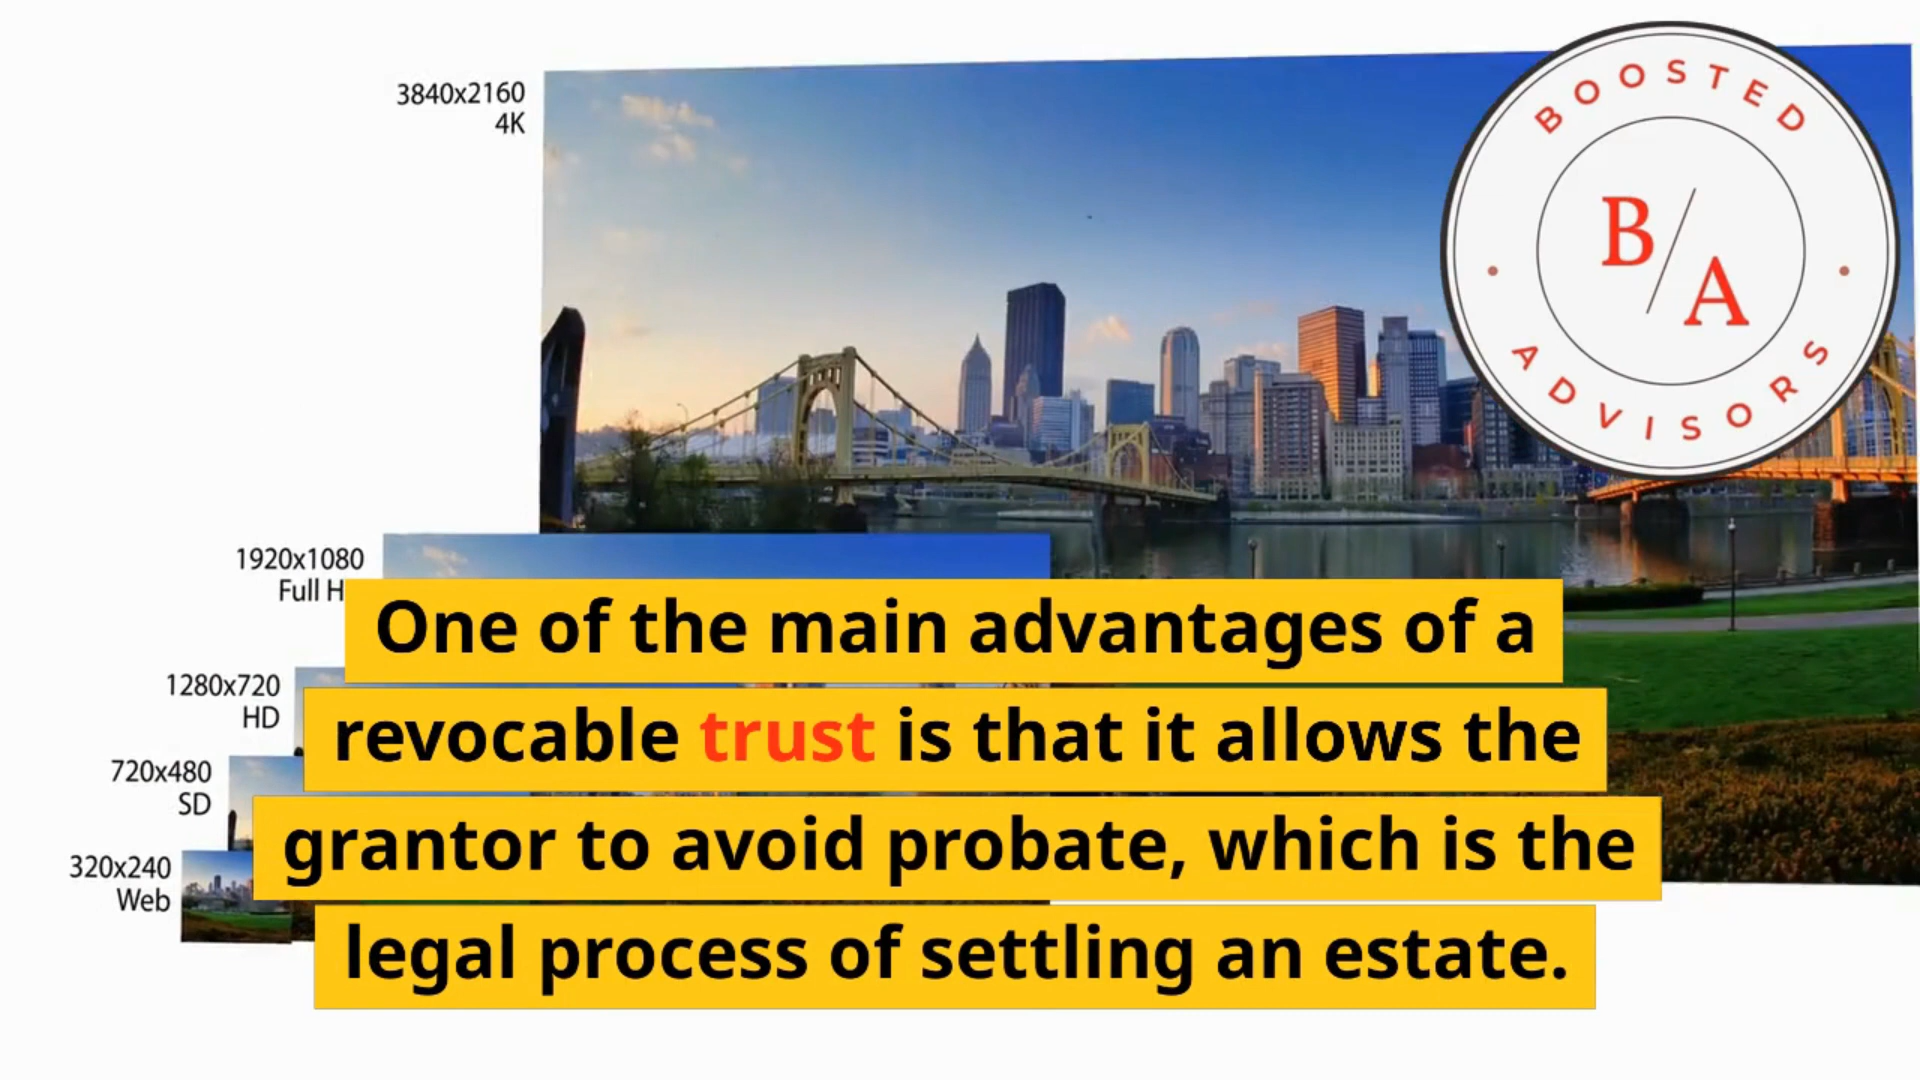 3840x2160
4K
BOOSTED
B/A
ADVISORS
1920x1080
Full H
One of the main advantages of a
revocable trust is that it allows the
grantor to avoid probate, which is the
legal process of settling an estate.
1280x720
HD
720x480
SD
320x240
Web